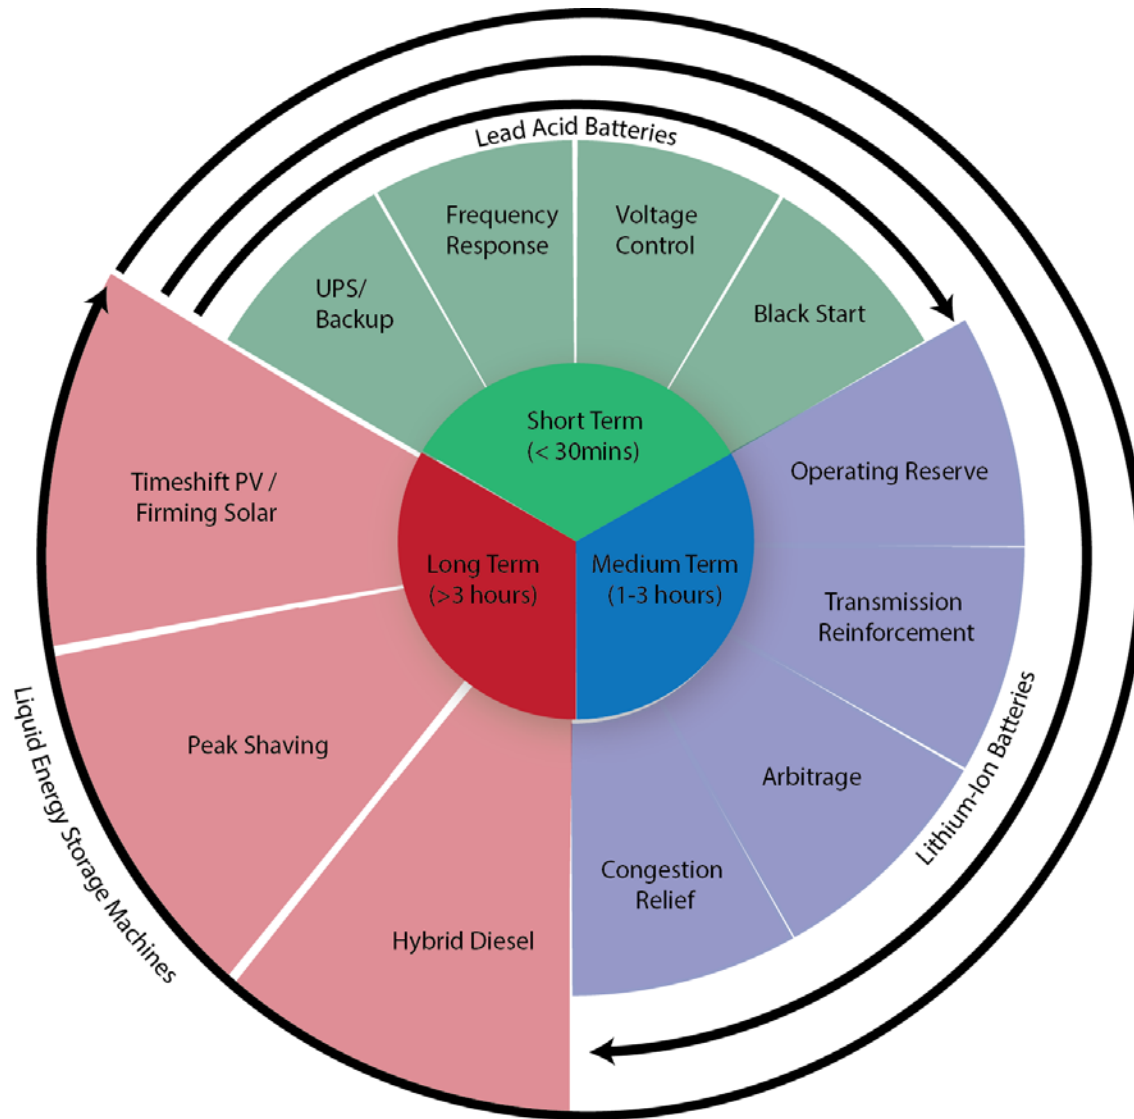 Lead Acid Batteries
Frequency
Response
Voltage
Control
UPS/
Backup
Black Start
Short Term
(< 30mins)
Operating Reserve
Timeshift PV /
Firming Solar
Long Term
(>3 hours)
Medium Term
(1-3 hours)
Transmission
Reinforcement
Peak Shaving
Arbitrage
Congestion
Relief
Hybrid Diesel
Lithium-Ion Batteries
Liquid Energy Storage Machines